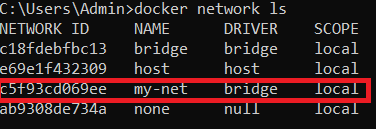 C:\Users\Admin>docker network ls
NETWORK ID NAME DRIVER SCOPE
c18fdebfbc13 bridge bridge local
e69e1f432309 host host local
c5f93cd069ee my-net bridge local
ab9308de734a none null local